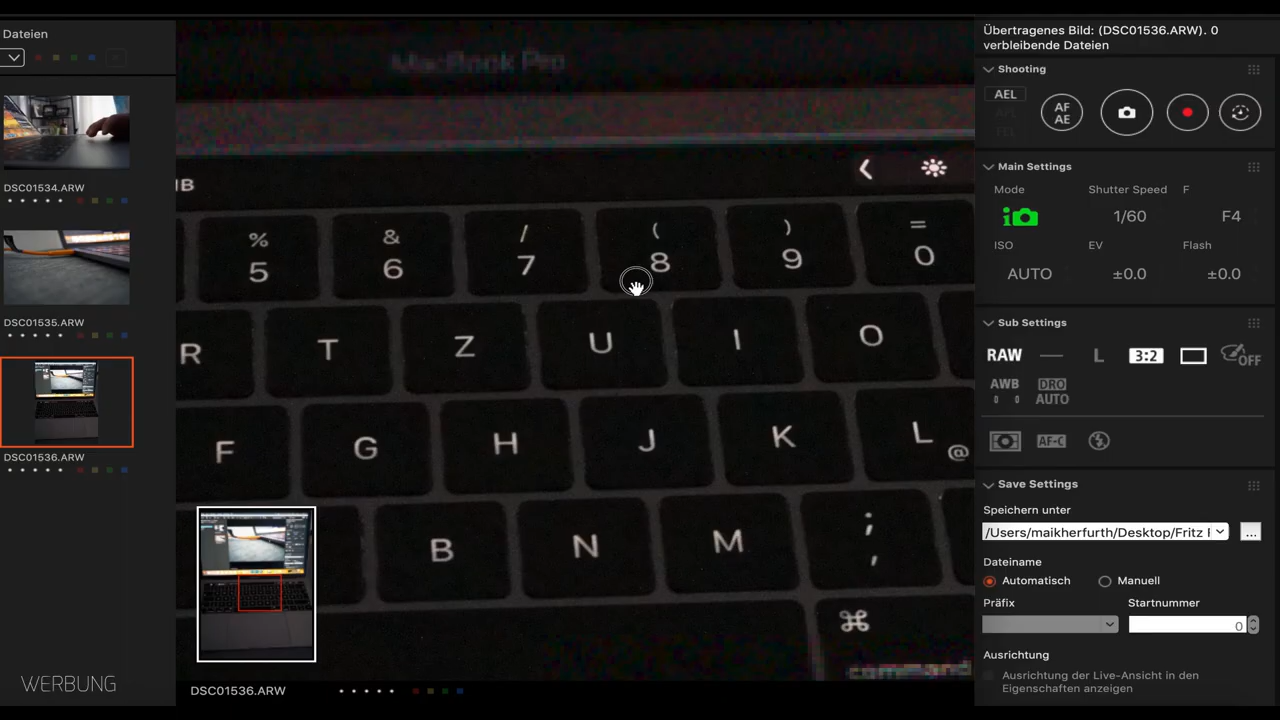 Dateien
DSC01534.ARW
DSC01535.ARW
DSC01536.ARW
WERBUNG
MacBook Pro
% & / ( ) =
5 6 7 8 9 0
R T Z U I O
F G H J K L @
B N M ; ,
⌘
command
DSC01536.ARW
Übertragenes Bild: (DSC01536.ARW). 0
verbleibende Dateien
Shooting
AEL
AF
AE
Main Settings
Mode Shutter Speed F
1/60 F4
ISO EV Flash
AUTO ±0.0 ±0.0
Sub Settings
RAW — L 3:2 OFF
AWB DRO
0 0 AUTO
AF-C
Save Settings
Speichern unter
/Users/maikherfurth/Desktop/Fritz
...
Dateiname
Automatisch Manuell
Präfix Startnummer
0
Ausrichtung
Ausrichtung der Live-Ansicht in den
Eigenschaften anzeigen